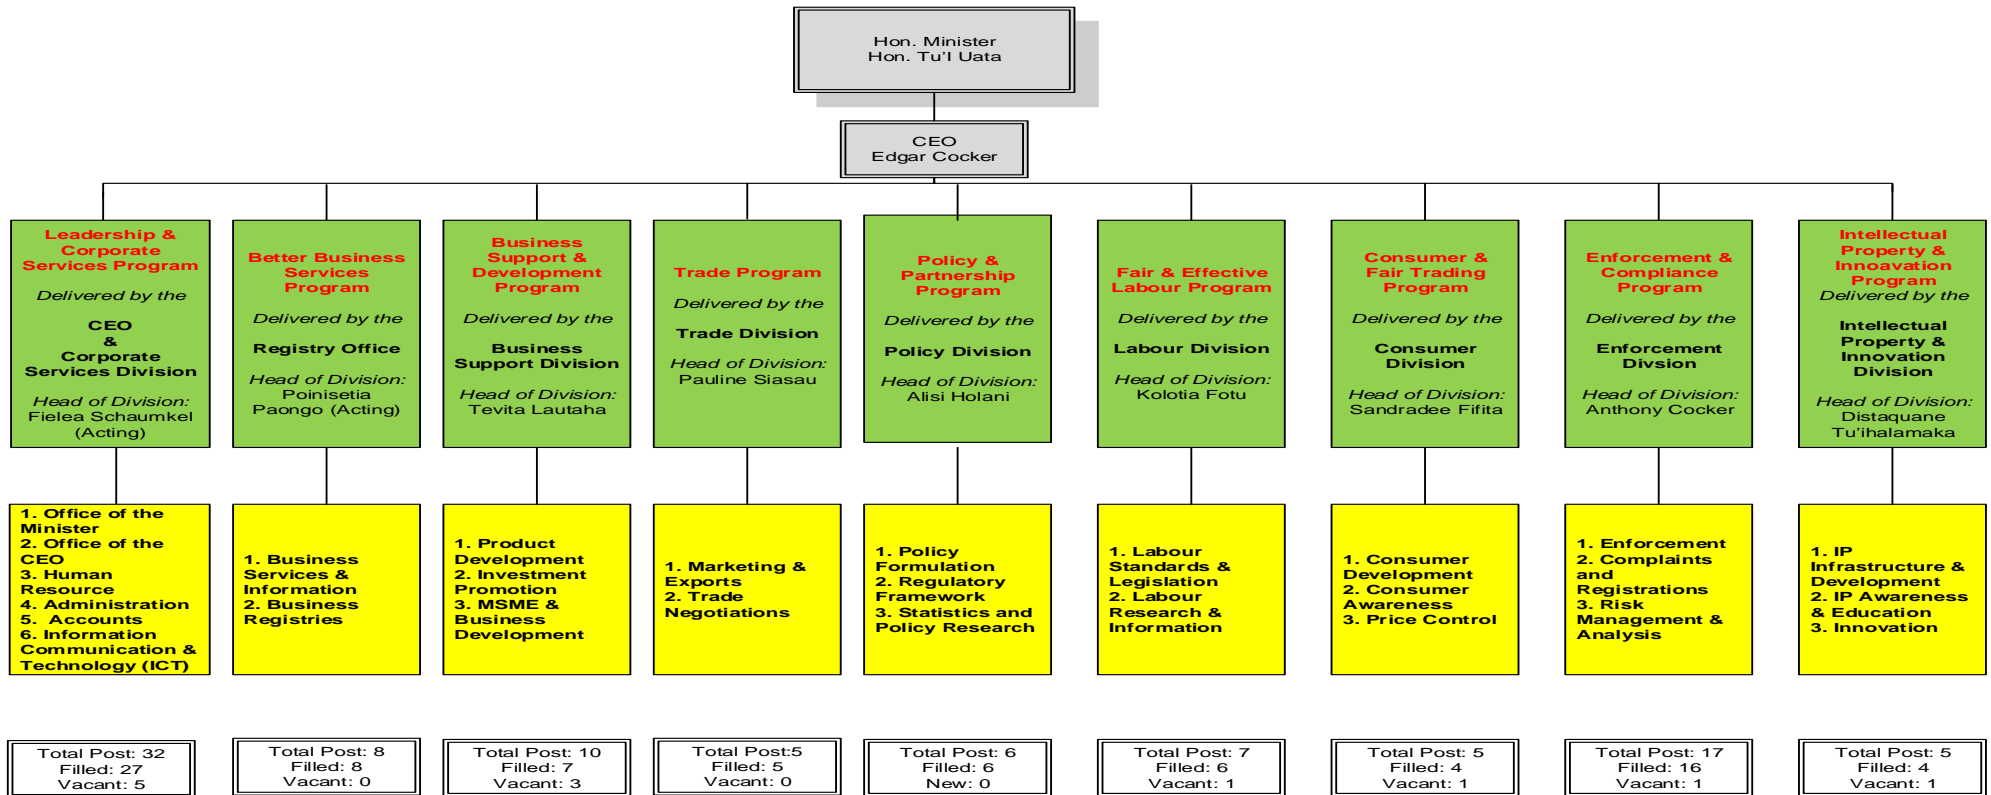 Hon. Minister
Hon. Tu'I Uata
CEO
Edgar Cocker
Leadership &
Corporate
Services Program
Delivered by the
CEO
&
Corporate
Services Division
Head of Division:
Fielea Schaumkel
(Acting)
Better Business
Services
Program
Delivered by the
Registry Office
Head of Division:
Poinisetia
Paongo (Acting)
Business
Support &
Development
Program
Delivered by the
Business
Support Division
Head of Division:
Tevita Lautaha
Trade Program
Delivered by the
Trade Division
Head of Division:
Pauline Siasau
Policy &
Partnership
Program
Delivered by the
Policy Division
Head of Division:
Alisi Holani
Fair & Effective
Labour Program
Delivered by the
Labour Division
Head of Division:
Kolotia Fotu
Consumer &
Fair Trading
Program
Delivered by the
Consumer
Division
Head of Division:
Sandradee Fifita
Enforcement &
Compliance
Program
Delivered by the
Enforcement
Divsion
Head of Division:
Anthony Cocker
Intellectual
Property &
Innoavation
Program
Delivered by the
Intellectual
Property &
Innovation
Division
Head of Division:
Distaquane
Tu'ihalamaka
1. Office of the
Minister
2. Office of the
CEO
3. Human
Resource
4. Administration
5. Accounts
6. Information
Communication &
Technology (ICT)
1. Business
Services &
Information
2. Business
Registries
1. Product
Development
2. Investment
Promotion
3. MSME &
Business
Development
1. Marketing &
Exports
2. Trade
Negotiations
1. Policy
Formulation
2. Regulatory
Framework
3. Statistics and
Policy Research
1. Labour
Standards &
Legislation
2. Labour
Research &
Information
1. Consumer
Development
2. Consumer
Awareness
3. Price Control
1. Enforcement
2. Complaints
and
Registrations
3. Risk
Management &
Analysis
1. IP
Infrastructure &
Development
2. IP Awareness
& Education
3. Innovation
Total Post: 32
Filled: 27
Vacant: 5
Total Post: 8
Filled: 8
Vacant: 0
Total Post: 10
Filled: 7
Vacant: 3
Total Post:5
Filled: 5
Vacant: 0
Total Post: 6
Filled: 6
New: 0
Total Post: 7
Filled: 6
Vacant: 1
Total Post: 5
Filled: 4
Vacant: 1
Total Post: 17
Filled: 16
Vacant: 1
Total Post: 5
Filled: 4
Vacant: 1